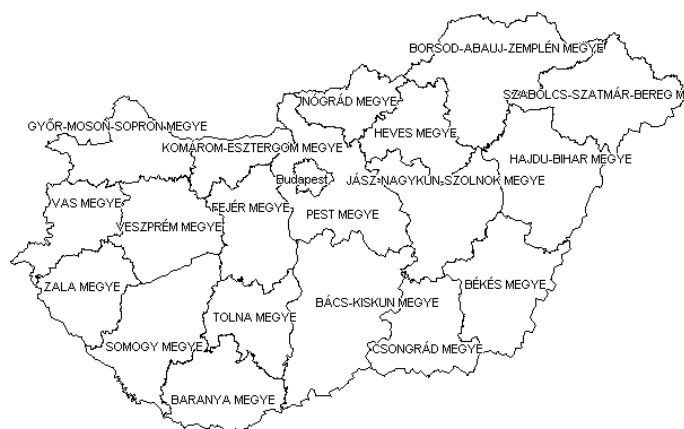 BORSOD-ABAUJ-ZEMPLÉN MEGYE
SZABOLCS-SZATMÁR-BEREG M
NÓGRÁD MEGYE
GYŐR-MOSON-SOPRON-MEGYE
HEVES MEGYE
KOMÁROM-ESZTERGOM MEGYE
HAJDU-BIHAR MEGYE
Budapest
JÁSZ-NAGYKUN-SZOLNOK MEGYE
VAS MEGYE
FEJÉR MEGYE
PEST MEGYE
VESZPRÉM MEGYE
ZALA MEGYE
BÉKÉS MEGYE
BÁCS-KISKUN MEGYE
TOLNA MEGYE
SOMOGY MEGYE
CSONGRÁD MEGYE
BARANYA MEGYE